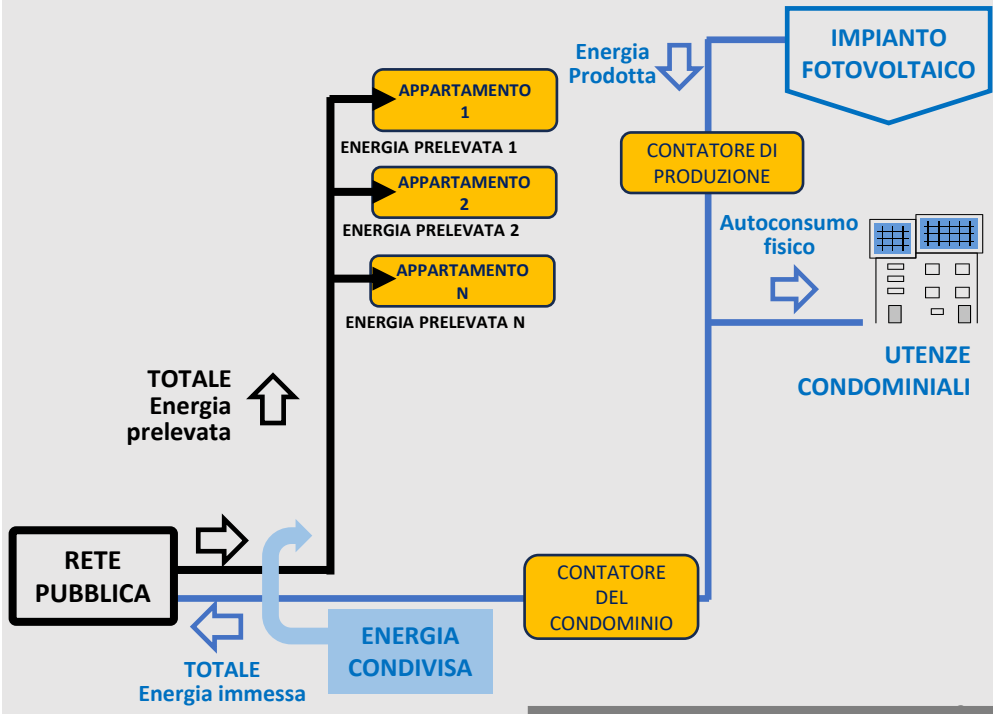 IMPIANTO
FOTOVOLTAICO
Energia
Prodotta
APPARTAMENTO
1
ENERGIA PRELEVATA 1
CONTATORE DI
PRODUZIONE
APPARTAMENTO
2
ENERGIA PRELEVATA 2
Autoconsumo
fisico
APPARTAMENTO
N
ENERGIA PRELEVATA N
UTENZE
CONDOMINIALI
TOTALE
Energia
prelevata
RETE
PUBBLICA
CONTATORE
DEL
CONDOMINIO
ENERGIA
CONDIVISA
TOTALE
Energia immessa